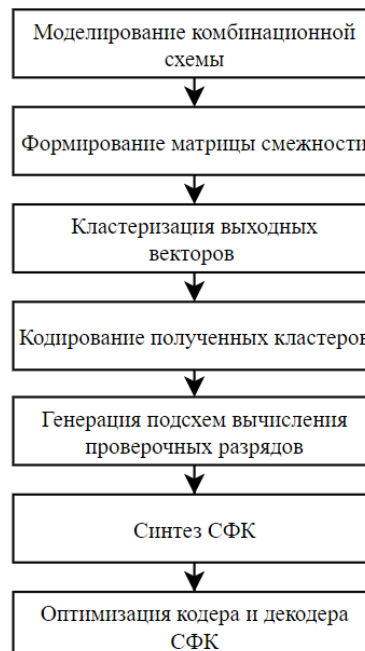 Моделирование комбинационной
схемы
Формирование матрицы смежности
Кластеризация выходных
векторов
Кодирование полученных кластеров
Генерация подсхем вычисления
проверочных разрядов
Синтез СФК
Оптимизация кодера и декодера
СФК